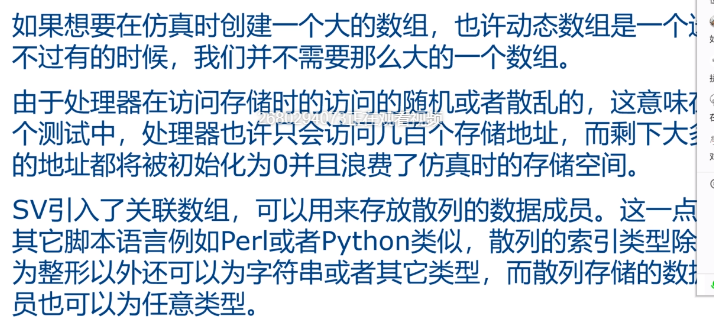 如果想要在仿真时创建一个大的数组，也许动态数组是一个
不过有的时候，我们并不需要那么大的一个数组。
由于处理器在访问存储时的访问的随机或者散乱的，这意味
个测试中，处理器也许只会访问几百个存储地址，而剩下大
的地址都将被初始化为0并且浪费了仿真时的存储空间。
SV引入了关联数组，可以用来存放散列的数据成员。这一点
其它脚本语言例如Perl或者Python类似，散列的索引类型除
为整形以外还可以为字符串或者其它类型，而散列存储的数
员也可以为任意类型。